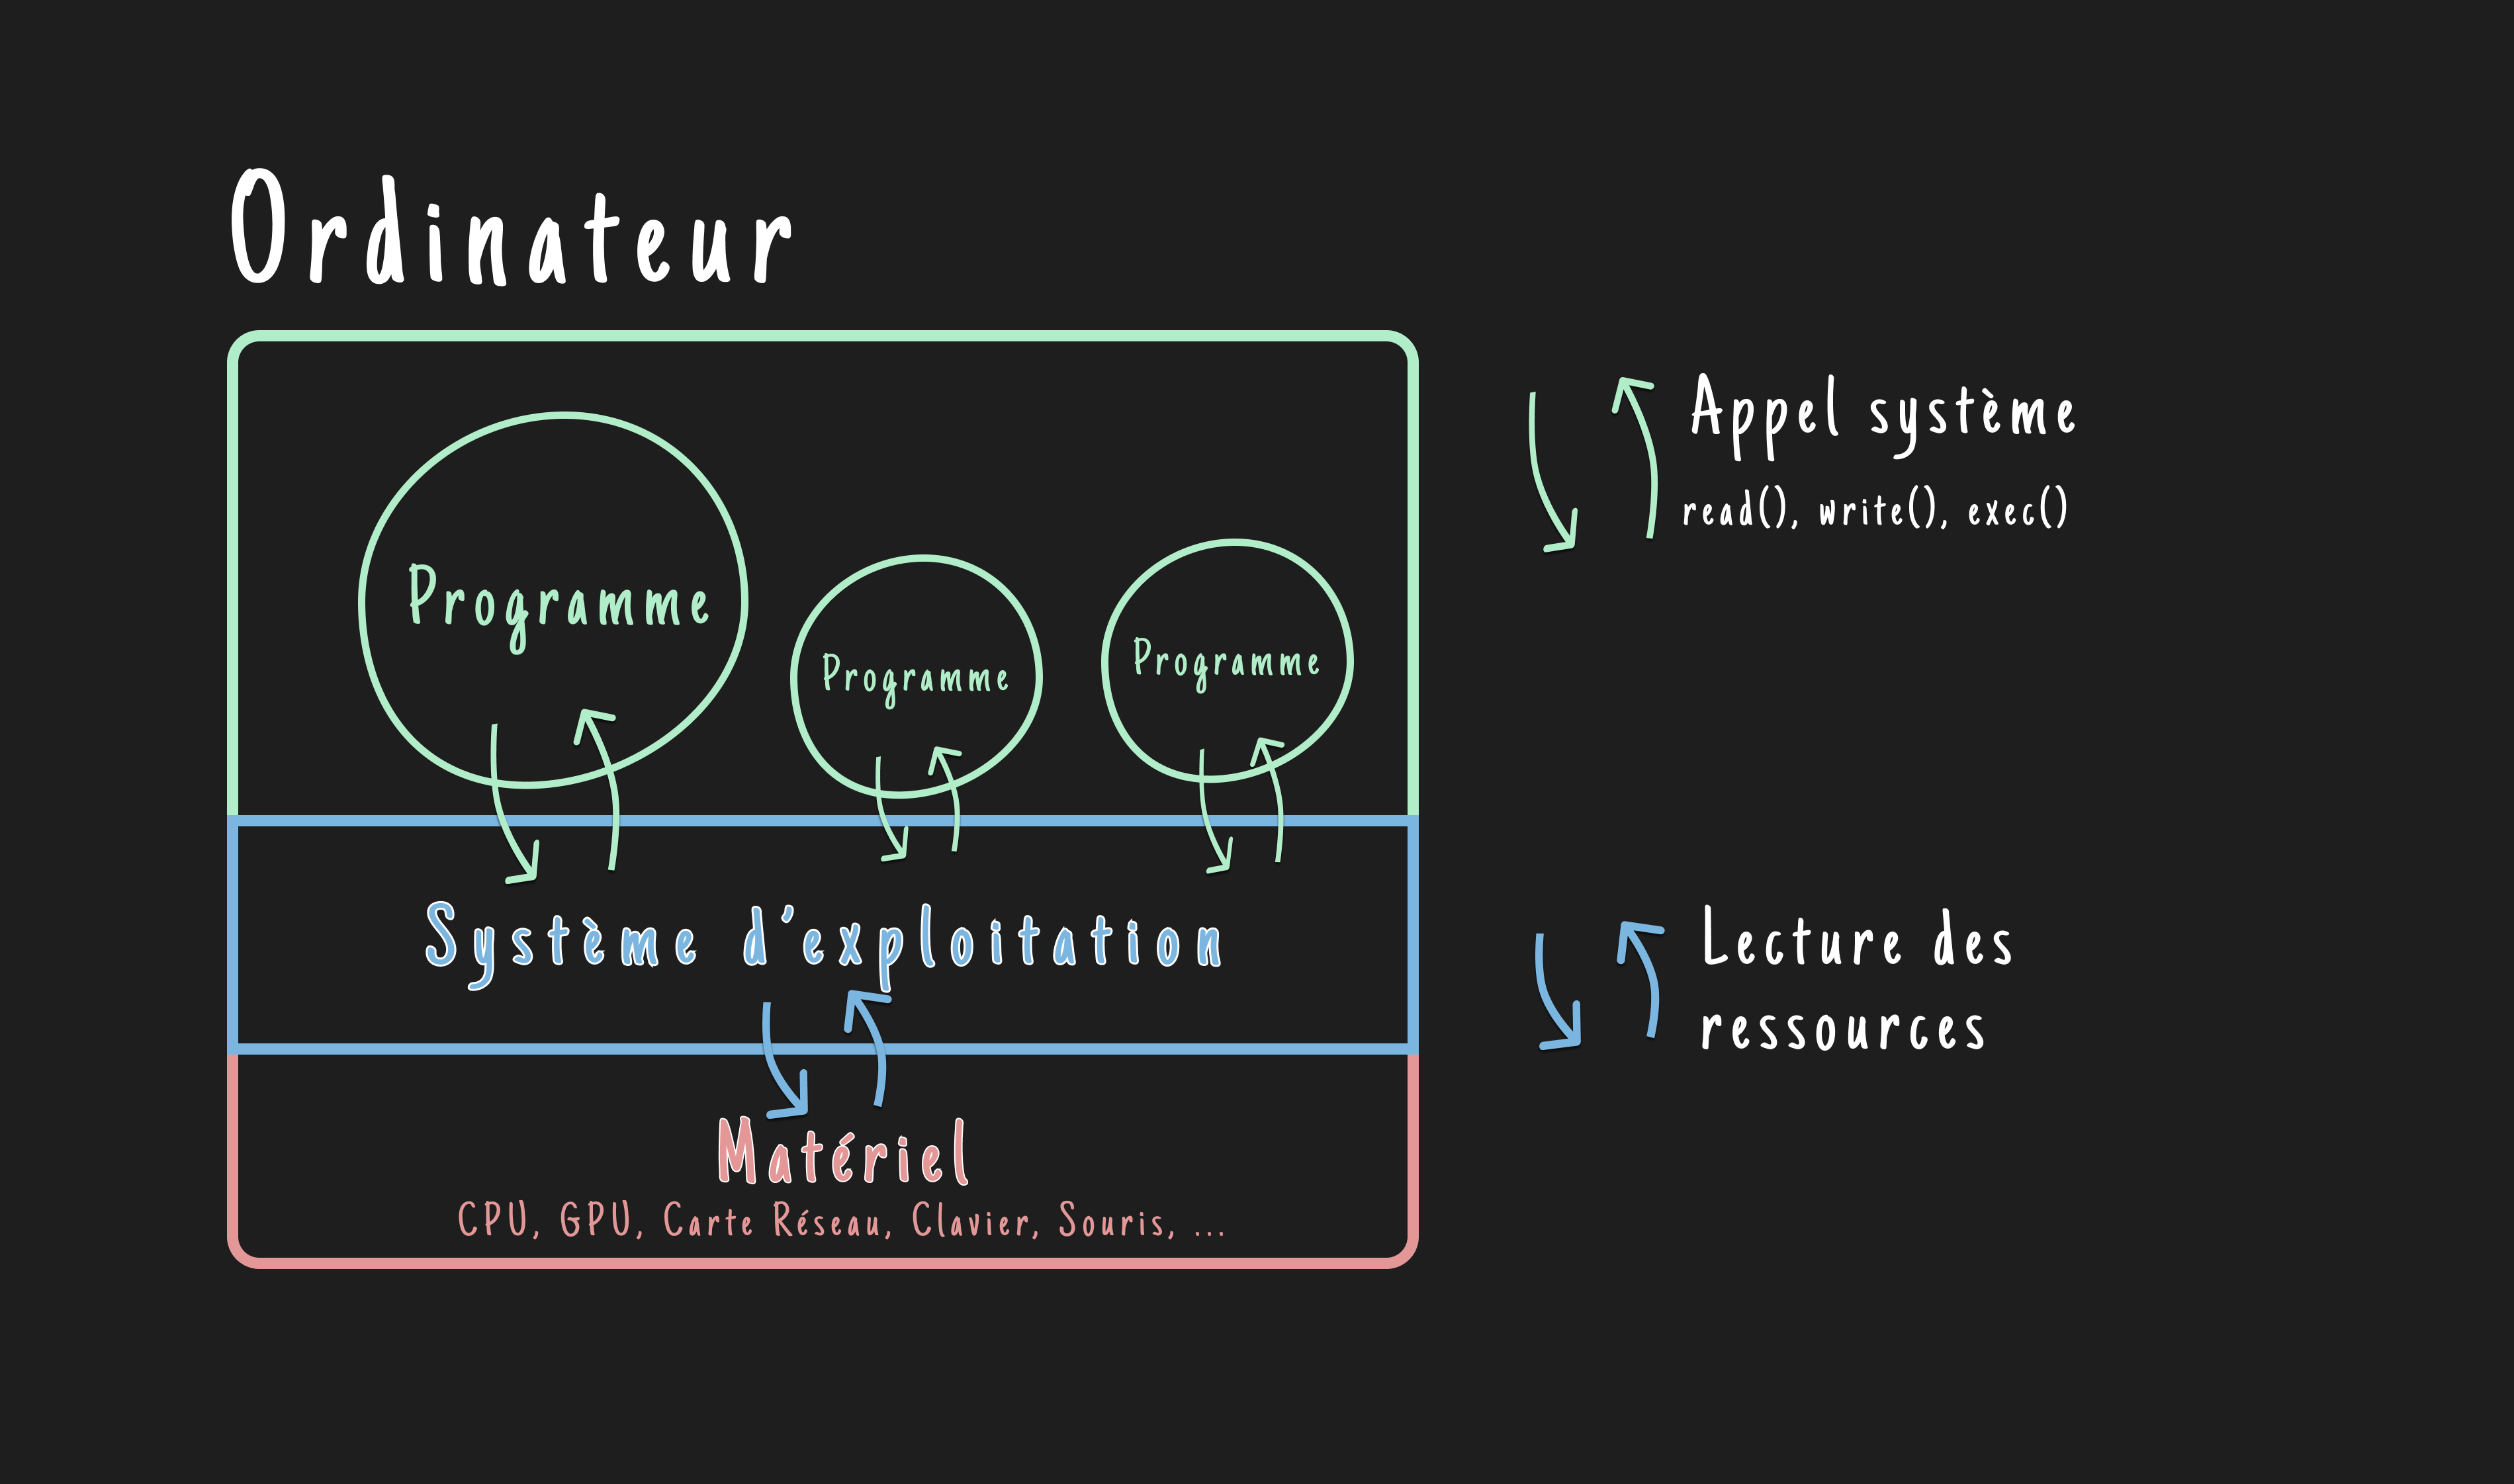 Ordinateur
Appel système
read(), write(), exec()
Programme
Programme
Programme
Système d'exploitation
Lecture des
ressources
Matériel
CPU, GPU, Carte Réseau, Clavier, Souris, ...